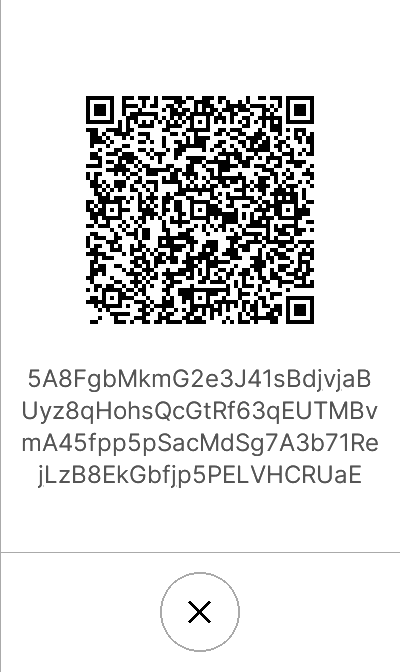 5A8FgbMkmG2e3J41sBdjvjaB
Uyz8qHohsQcGtRf63qEUTMBv
mA45fpp5pSacMdSg7A3b71Re
jLzB8EkGbfjp5PELVHCRUaE